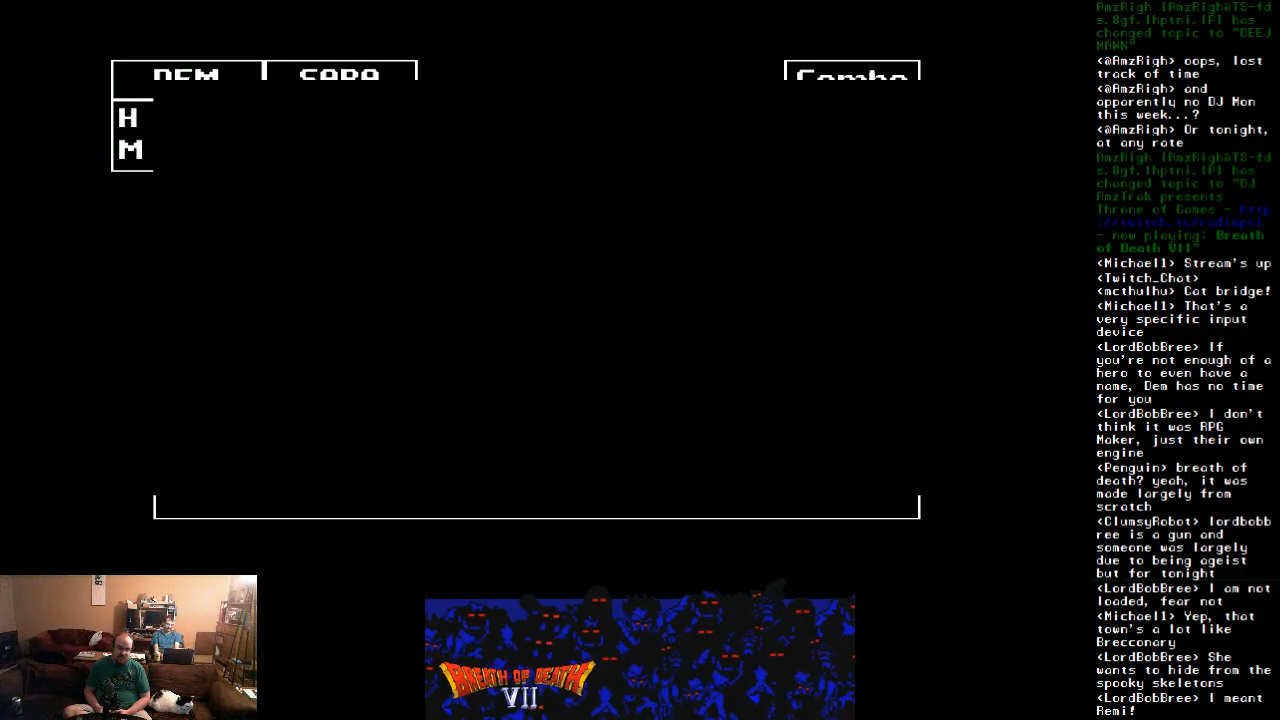 DEM SARA Combo
H
M
BREATH OF DEATH
VII
AmzRigh [AmzRigh@TS-fd
s.8gf.lhptni.IP] has
changed topic to "DEEJ
MAWN"
<@AmzRigh> oops, lost
track of time
<@AmzRigh> and
apparently no DJ Mon
this week...?
<@AmzRigh> Or tonight,
at any rate
AmzRigh [AmzRigh@TS-fd
s.8gf.lhptni.IP] has
changed topic to "DJ
AmzTrak presents
Throne of Games - http
://twitch.tv/radiopsi
- now playing: Breath
of Death VII"
<Michael1> Stream's up
<Twitch_Chat>
<mcthulhu> Cat bridge!
<Michael1> That's a
very specific input
device
<LordBobBree> If
you're not enough of a
hero to even have a
name, Dem has no time
for you
<LordBobBree> I don't
think it was RPG
Maker, just their own
engine
<Penguin> breath of
death? yeah, it was
made largely from
scratch
<ClumsyRobot> lordbobb
ree is a gun and
someone was largely
due to being ageist
but for tonight
<LordBobBree> I am not
loaded, fear not
<Michael1> Yep, that
town's a lot like
Brecconary
<LordBobBree> She
wants to hide from the
spooky skeletons
<LordBobBree> I meant
Remi!